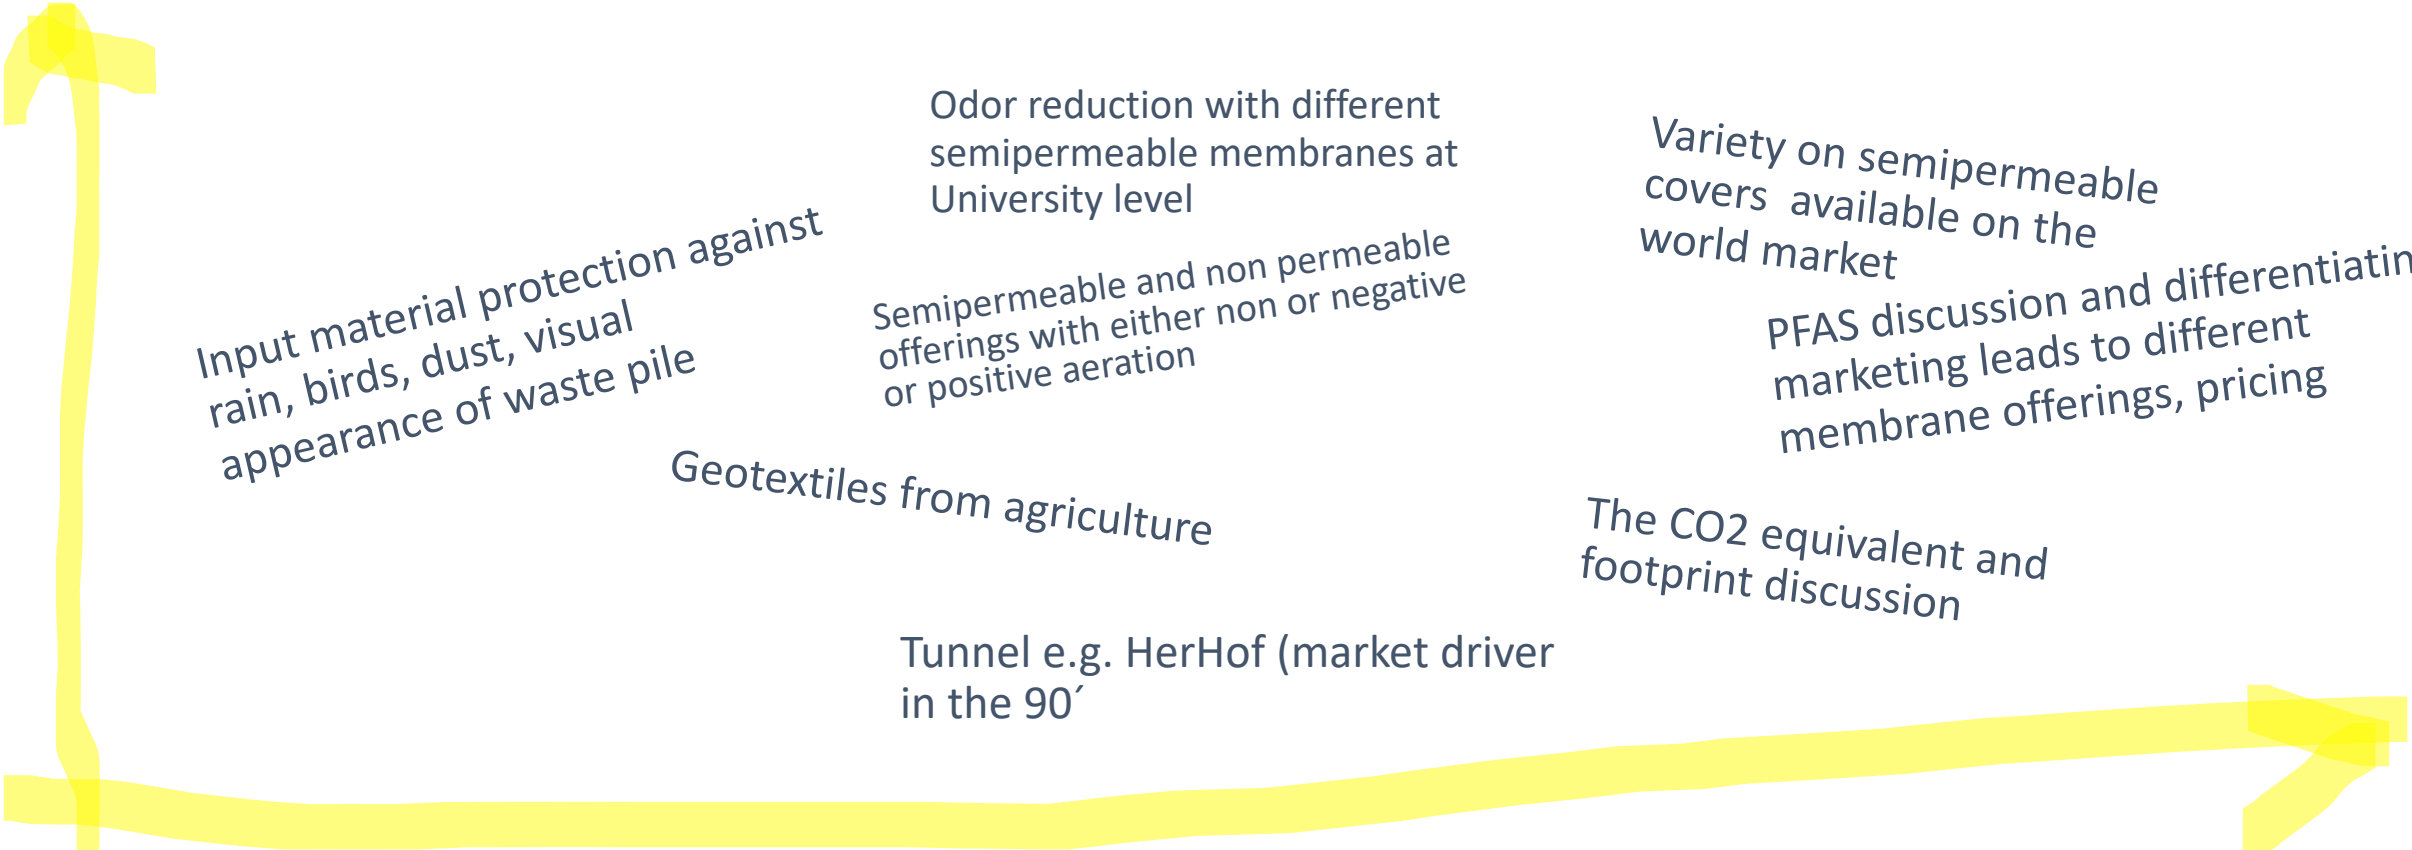 Odor reduction with different
semipermeable membranes at
University level
Variety on semipermeable
covers  available on the
world market
Input material protection against
rain, birds, dust, visual
appearance of waste pile
Semipermeable and non permeable
offerings with either non or negative
or positive aeration
PFAS discussion and differentiatin
marketing leads to different
membrane offerings, pricing
Geotextiles from agriculture
The CO2 equivalent and
footprint discussion
Tunnel e.g. HerHof (market driver
in the 90´